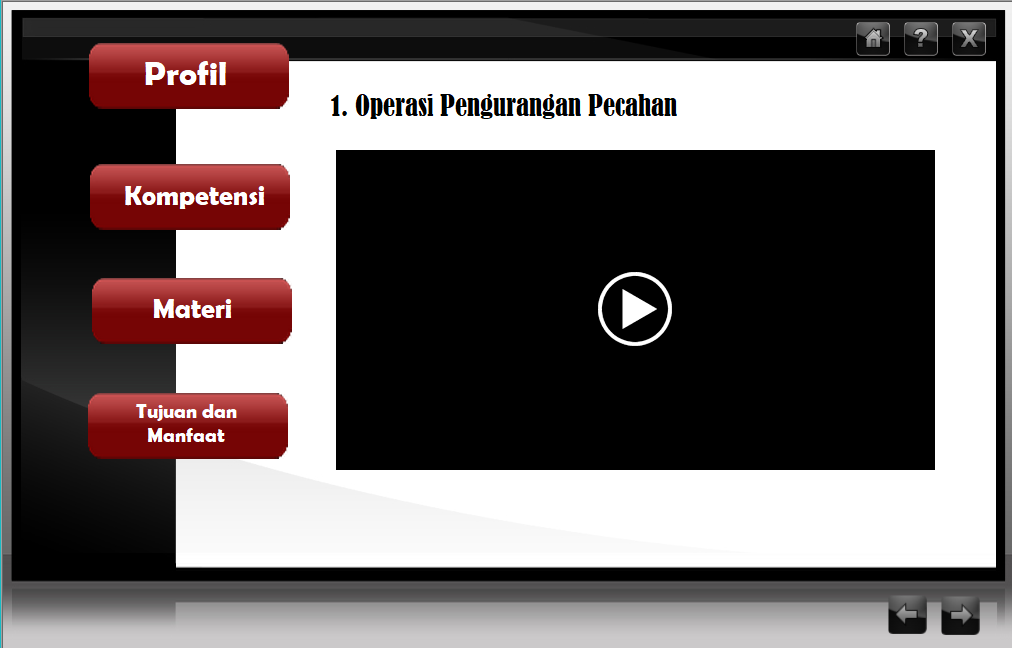 ? X
Profil
1. Operasi Pengurangan Pecahan
Kompetensi
Materi
Tujuan dan
Manfaat